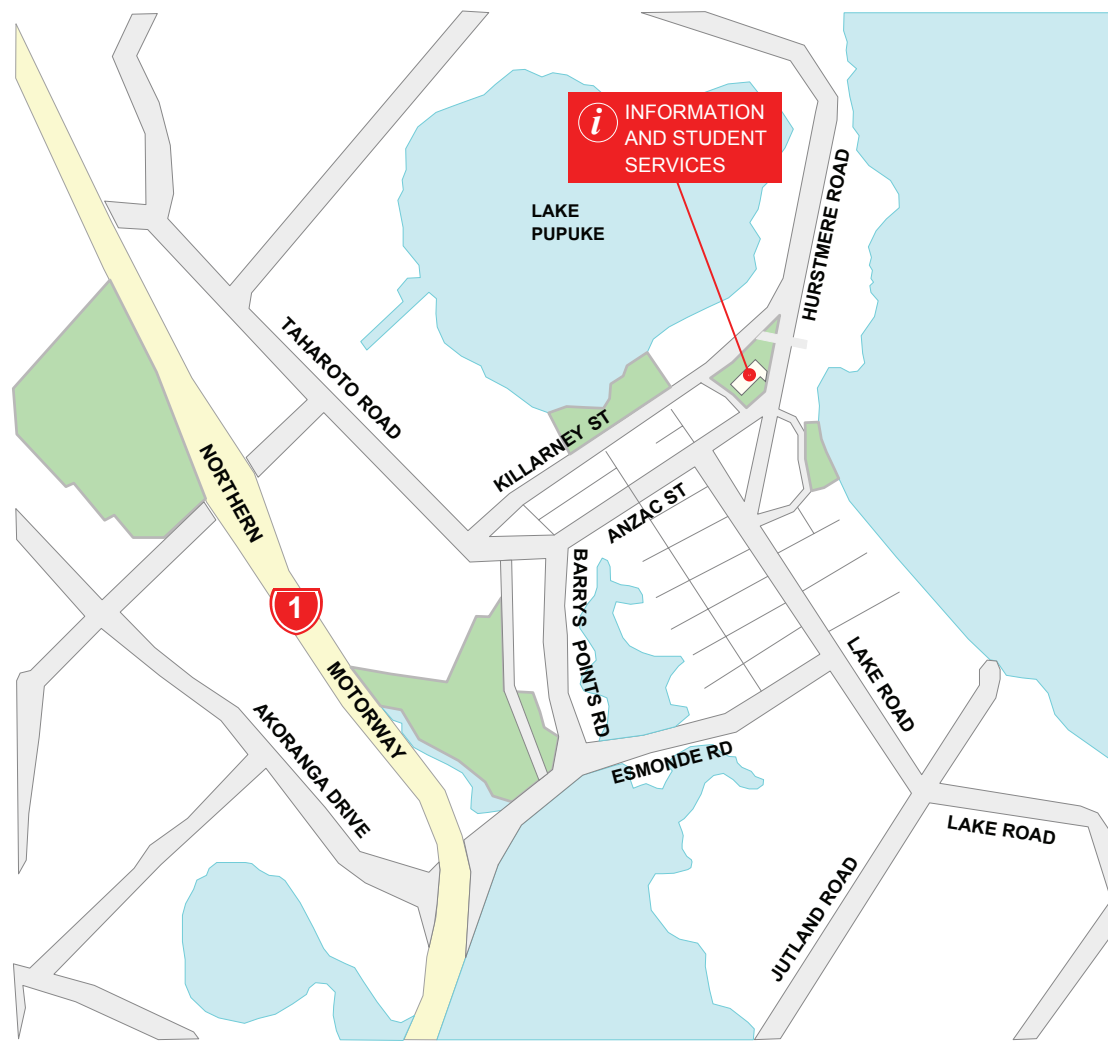 i
INFORMATION
AND STUDENT
SERVICES
LAKE
PUPUKE
HURSTMERE ROAD
TAHAROTO ROAD
KILLARNEY ST
ANZAC ST
NORTHERN
1
MOTORWAY
BARRYS POINTS RD
LAKE ROAD
AKORANGA DRIVE
ESMONDE RD
LAKE ROAD
JUTLAND ROAD